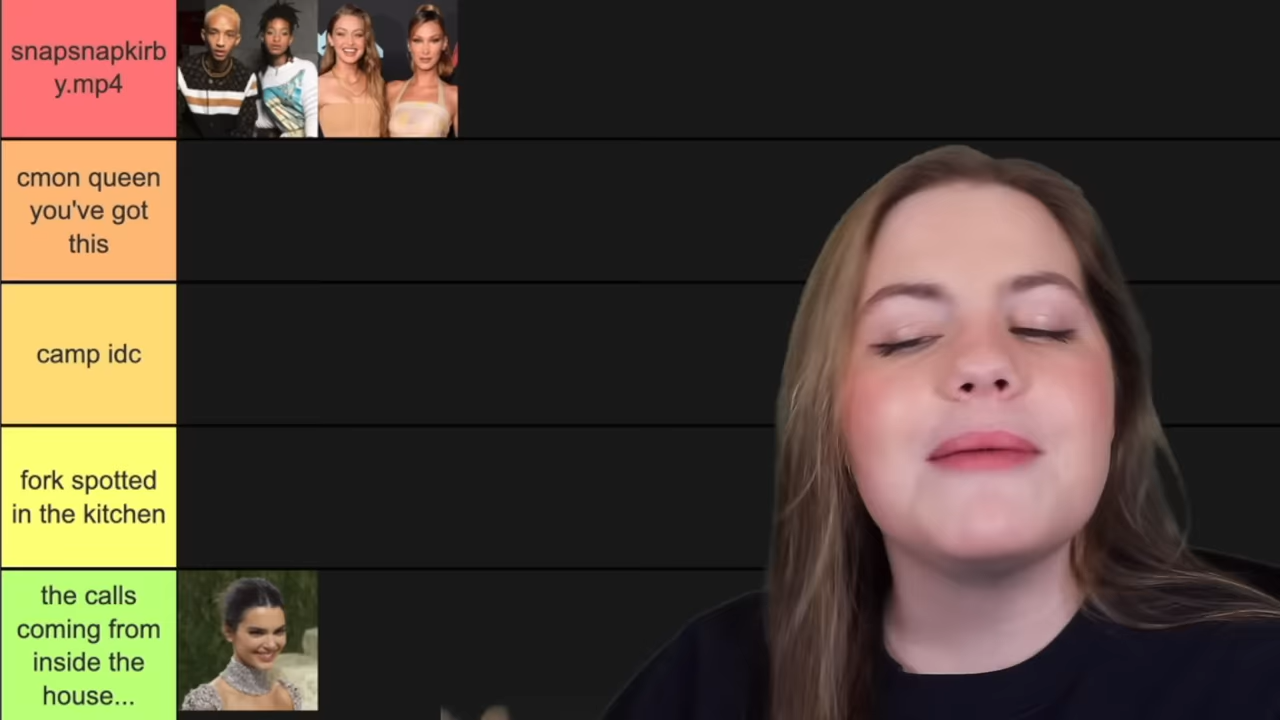 snapsnapkirb
y.mp4
cmon queen
you've got
this
camp idc
fork spotted
in the kitchen
the calls
coming from
inside the
house...